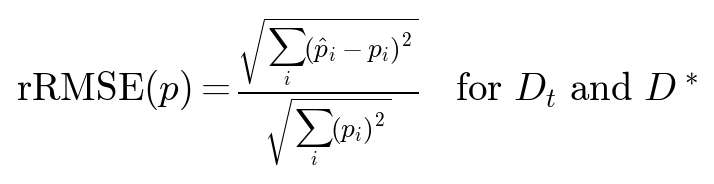 rRMSE(p) = √(∑_i (p̂_i − p_i)²) / √(∑_i (p_i)²) for D_t and D*